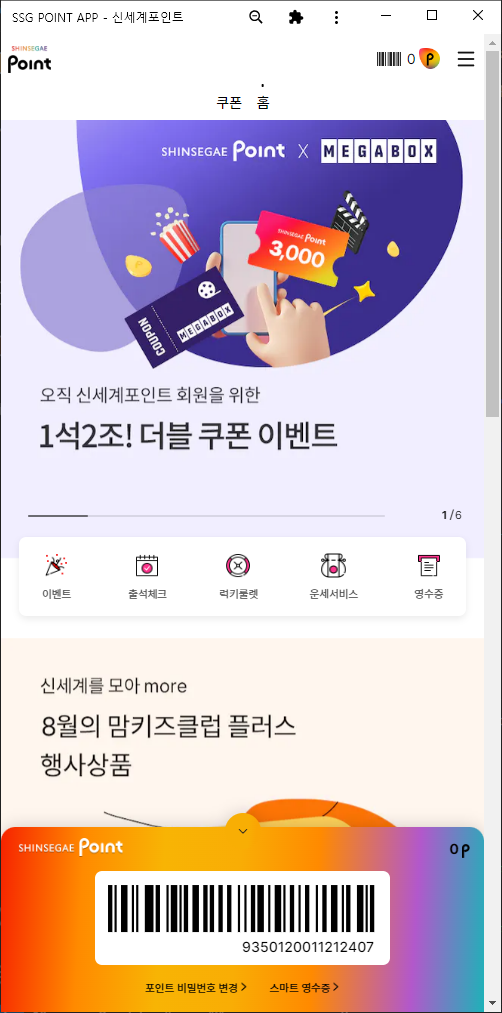 SSG POINT APP - 신세계포인트
SHINSEGAE
Point
0 P
쿠폰 홈
SHINSEGAE Point X MEGABOX
SHINSEGAE Point
3,000
COUPON MEGABOX
오직 신세계포인트 회원을 위한
1석2조! 더블 쿠폰 이벤트
1/6
이벤트 출석체크 럭키룰렛 운세서비스 영수증
신세계를 모아 more
8월의 맘키즈클럽 플러스
행사상품
SHINSEGAE Point 0 P
9350120011212407
포인트 비밀번호 변경 > 스마트 영수증 >